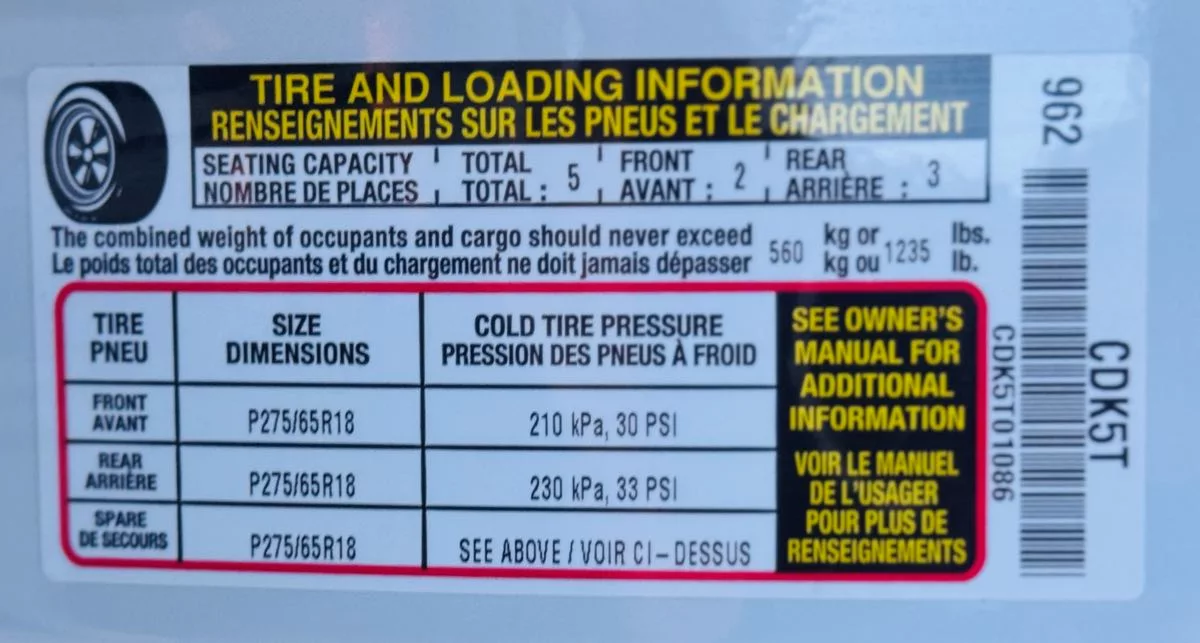 TIRE AND LOADING INFORMATION
RENSEIGNEMENTS SUR LES PNEUS ET LE CHARGEMENT
SEATING CAPACITY TOTAL FRONT REAR
NOMBRE DE PLACES TOTAL : 5 AVANT : 2 ARRIÈRE : 3
The combined weight of occupants and cargo should never exceed 560 kg or 1235 lbs.
Le poids total des occupants et du chargement ne doit jamais dépasser kg ou lb.
TIRE SIZE COLD TIRE PRESSURE
PNEU DIMENSIONS PRESSION DES PNEUS À FROID
FRONT
AVANT P275/65R18 210 kPa, 30 PSI
REAR
ARRIÈRE P275/65R18 230 kPa, 33 PSI
SPARE
DE SECOURS P275/65R18 SEE ABOVE / VOIR CI-DESSUS
SEE OWNER'S
MANUAL FOR
ADDITIONAL
INFORMATION
VOIR LE MANUEL
DE L'USAGER
POUR PLUS DE
RENSEIGNEMENTS
962
CDK5T01086
CDK5T